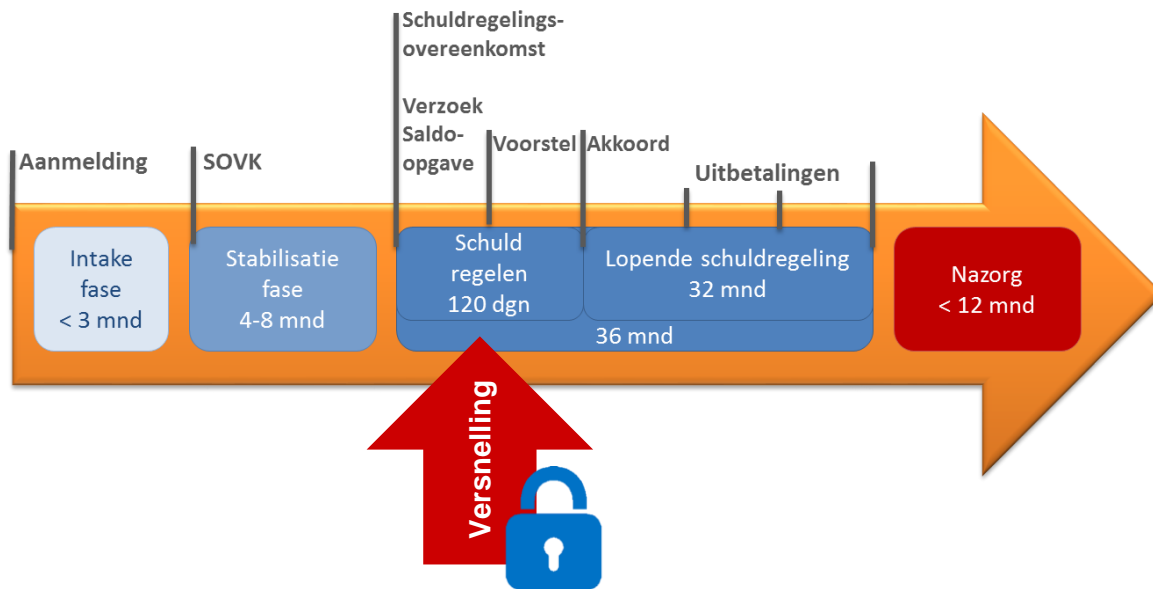 Schuldregelings-
overeenkomst
Verzoek
Saldo-
opgave
Voorstel
Akkoord
Aanmelding
SOVK
Uitbetalingen
Intake
fase
< 3 mnd
Stabilisatie
fase
4-8 mnd
Schuld
regelen
120 dgn
Lopende schuldregeling
32 mnd
36 mnd
Nazorg
< 12 mnd
Versnelling